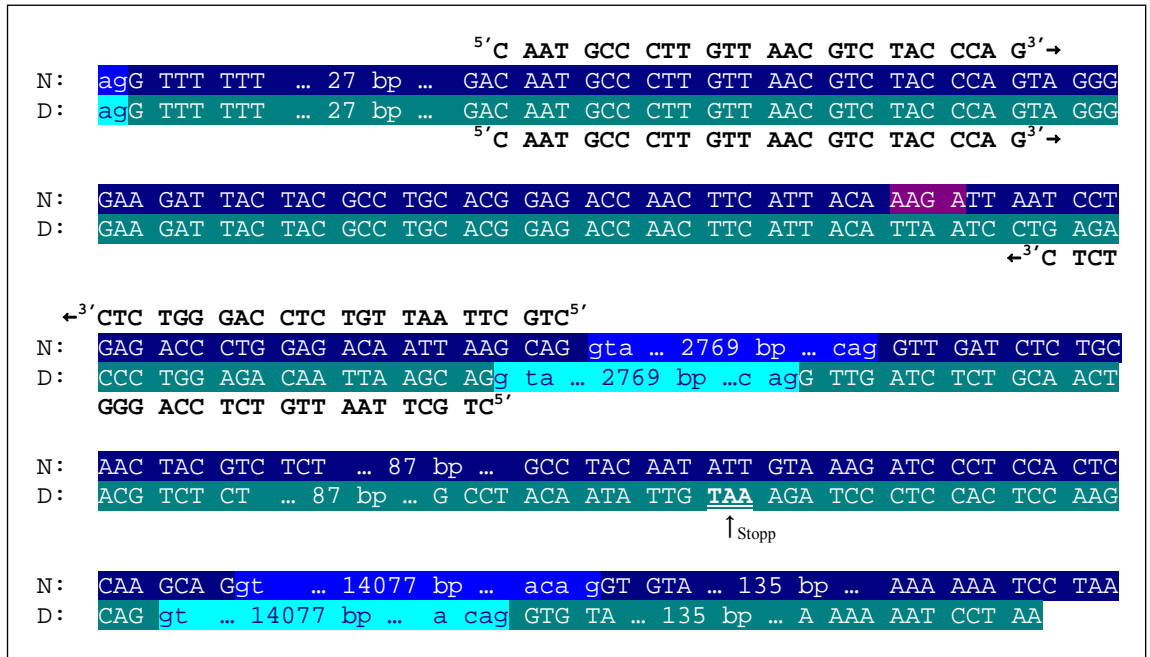 5′C AAT GCC CTT GTT AAC GTC TAC CCA G3′→
N: agG TTT TTT … 27 bp … GAC AAT GCC CTT GTT AAC GTC TAC CCA GTA GGG
D: agG TTT TTT … 27 bp … GAC AAT GCC CTT GTT AAC GTC TAC CCA GTA GGG
5′C AAT GCC CTT GTT AAC GTC TAC CCA G3′→
N: GAA GAT TAC TAC GCC TGC ACG GAG ACC AAC TTC ATT ACA AAG ATT AAT CCT
D: GAA GAT TAC TAC GCC TGC ACG GAG ACC AAC TTC ATT ACA TTA ATC CTG AGA
←3′C TCT
←3′CTC TGG GAC CTC TGT TAA TTC GTC5′
N: GAG ACC CTG GAG ACA ATT AAG CAG gta … 2769 bp … cag GTT GAT CTC TGC
D: CCC TGG AGA CAA TTA AGC AGg ta … 2769 bp …c agG TTG ATC TCT GCA ACT
GGG ACC TCT GTT AAT TCG TC5′
N: AAC TAC GTC TCT … 87 bp … GCC TAC AAT ATT GTA AAG ATC CCT CCA CTC
D: ACG TCT CT … 87 bp … G CCT ACA ATA TTG TAA AGA TCC CTC CAC TCC AAG
↑Stopp
N: CAA GCA Ggt … 14077 bp … aca gGT GTA … 135 bp … AAA AAA TCC TAA
D: CAG gt … 14077 bp … a cag GTG TA … 135 bp … A AAA AAT CCT AA